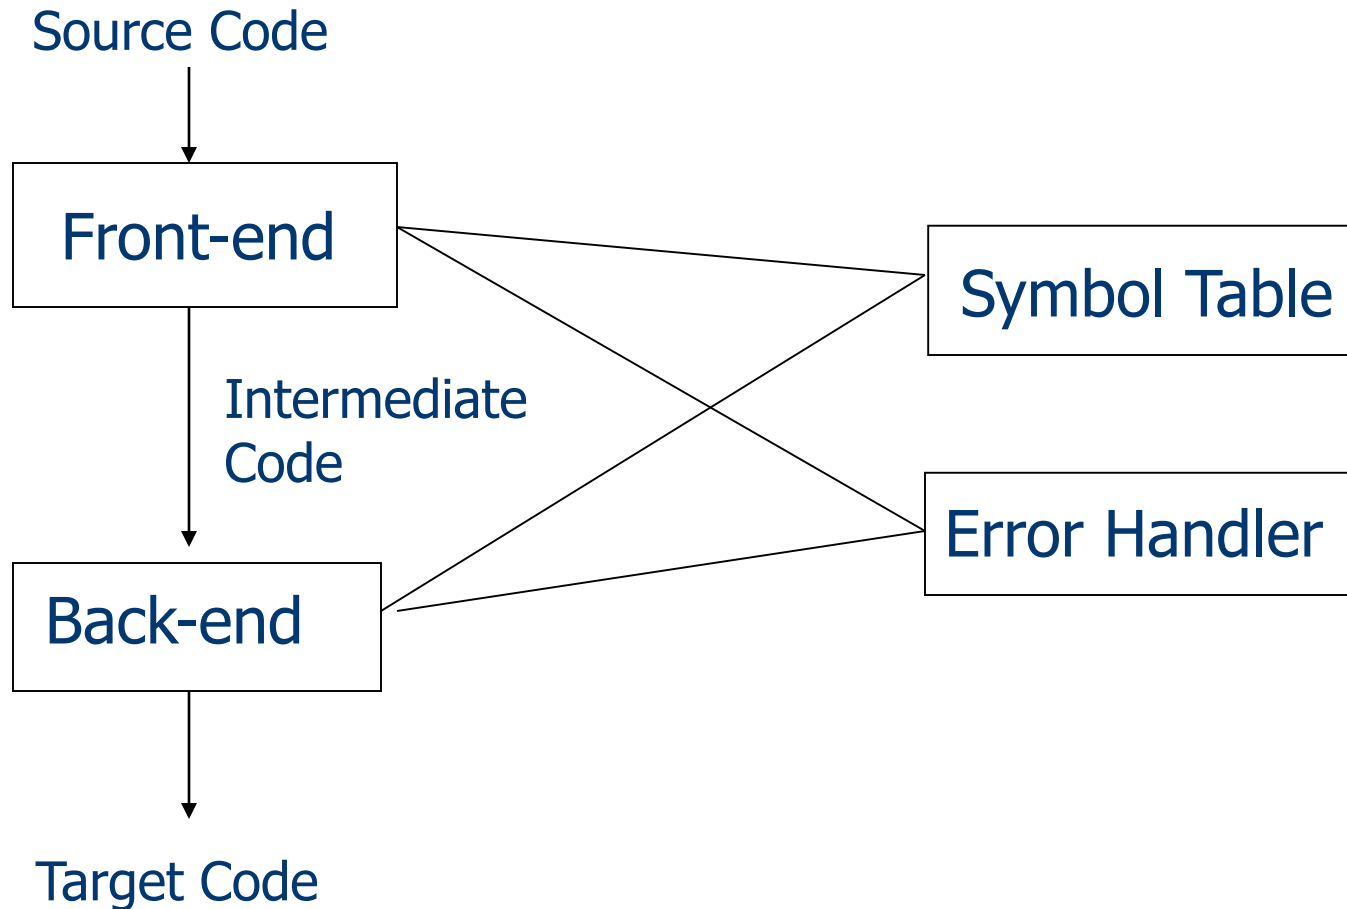 Source Code
Front-end
Symbol Table
Intermediate
Code
Error Handler
Back-end
Target Code